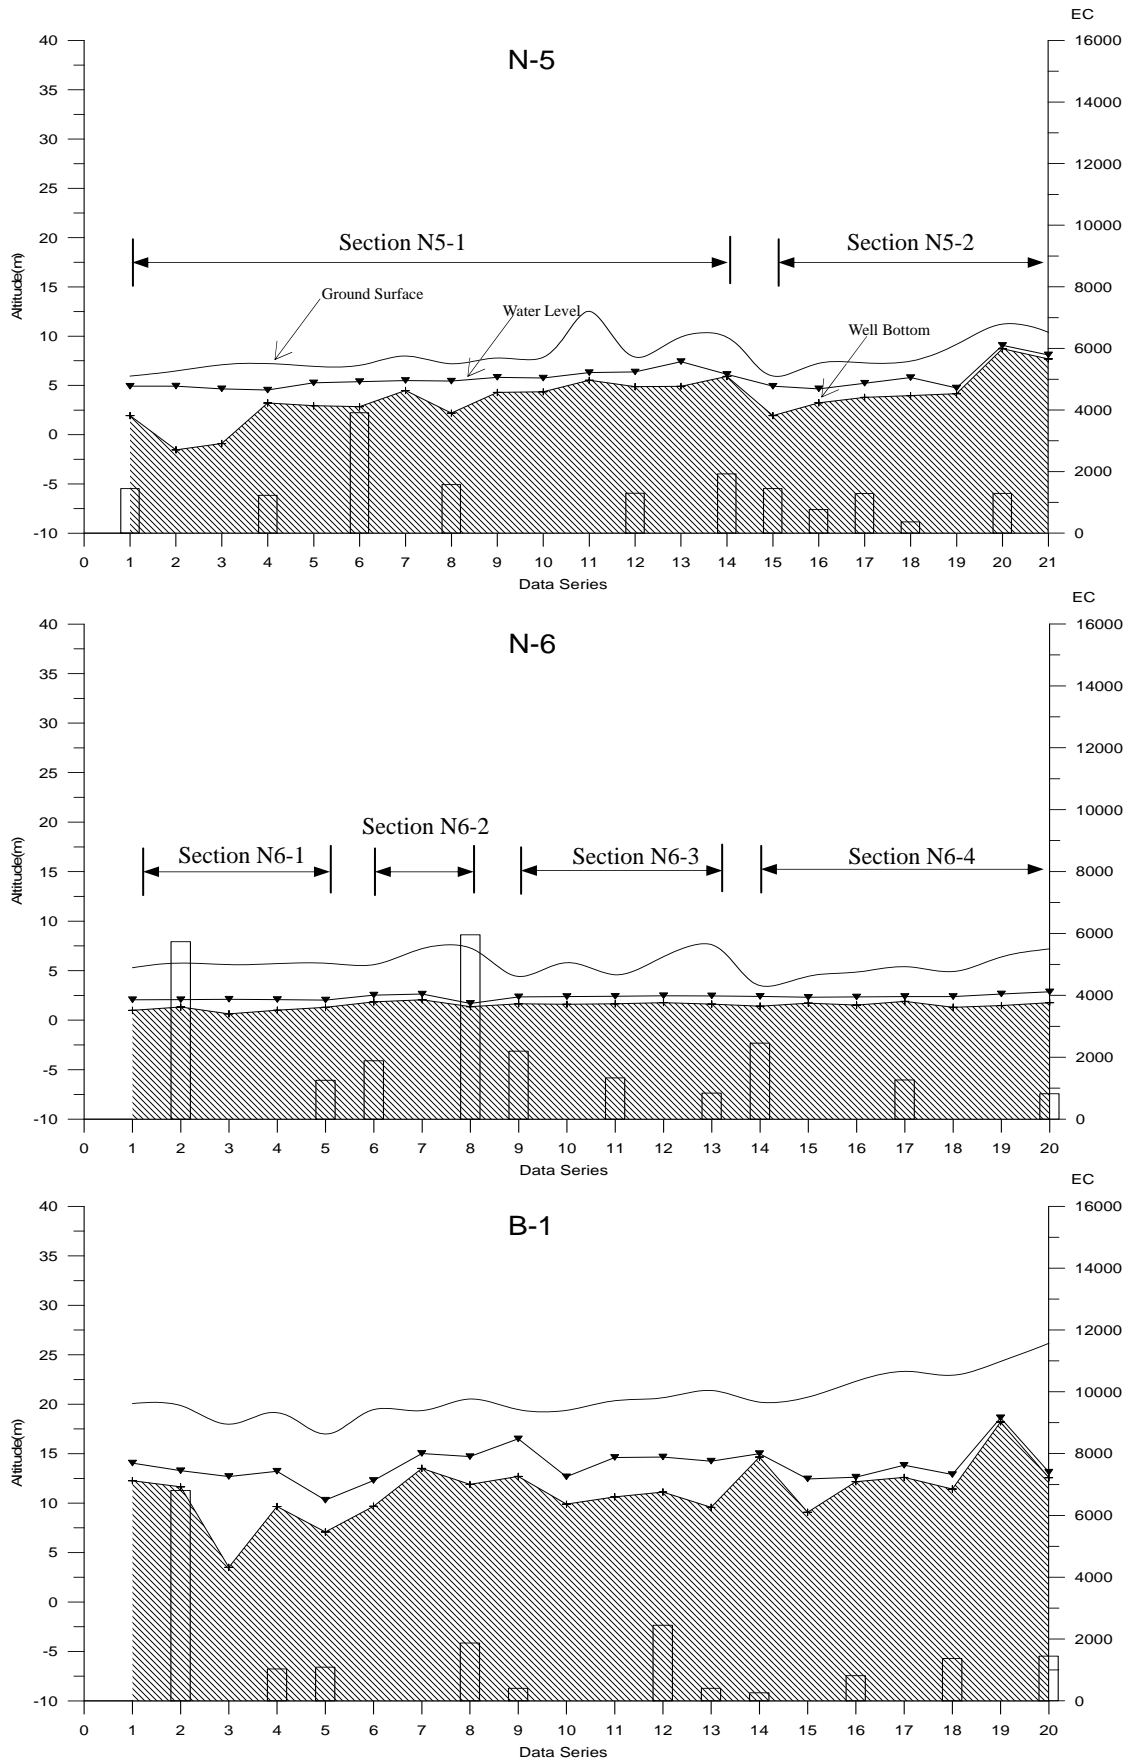 EC
N-5
40
35
30
25
20
15
10
5
0
-5
-10
Altitude(m)
16000
14000
12000
10000
8000
6000
4000
2000
0
Section N5-1
Section N5-2
Ground Surface
Water Level
Well Bottom
0 1 2 3 4 5 6 7 8 9 10 11 12 13 14 15 16 17 18 19 20 21
Data Series
EC
N-6
40
35
30
25
20
15
10
5
0
-5
-10
Altitude(m)
16000
14000
12000
10000
8000
6000
4000
2000
0
Section N6-2
Section N6-1
Section N6-3
Section N6-4
0 1 2 3 4 5 6 7 8 9 10 11 12 13 14 15 16 17 18 19 20
Data Series
EC
B-1
40
35
30
25
20
15
10
5
0
-5
-10
Altitude(m)
16000
14000
12000
10000
8000
6000
4000
2000
0
0 1 2 3 4 5 6 7 8 9 10 11 12 13 14 15 16 17 18 19 20
Data Series